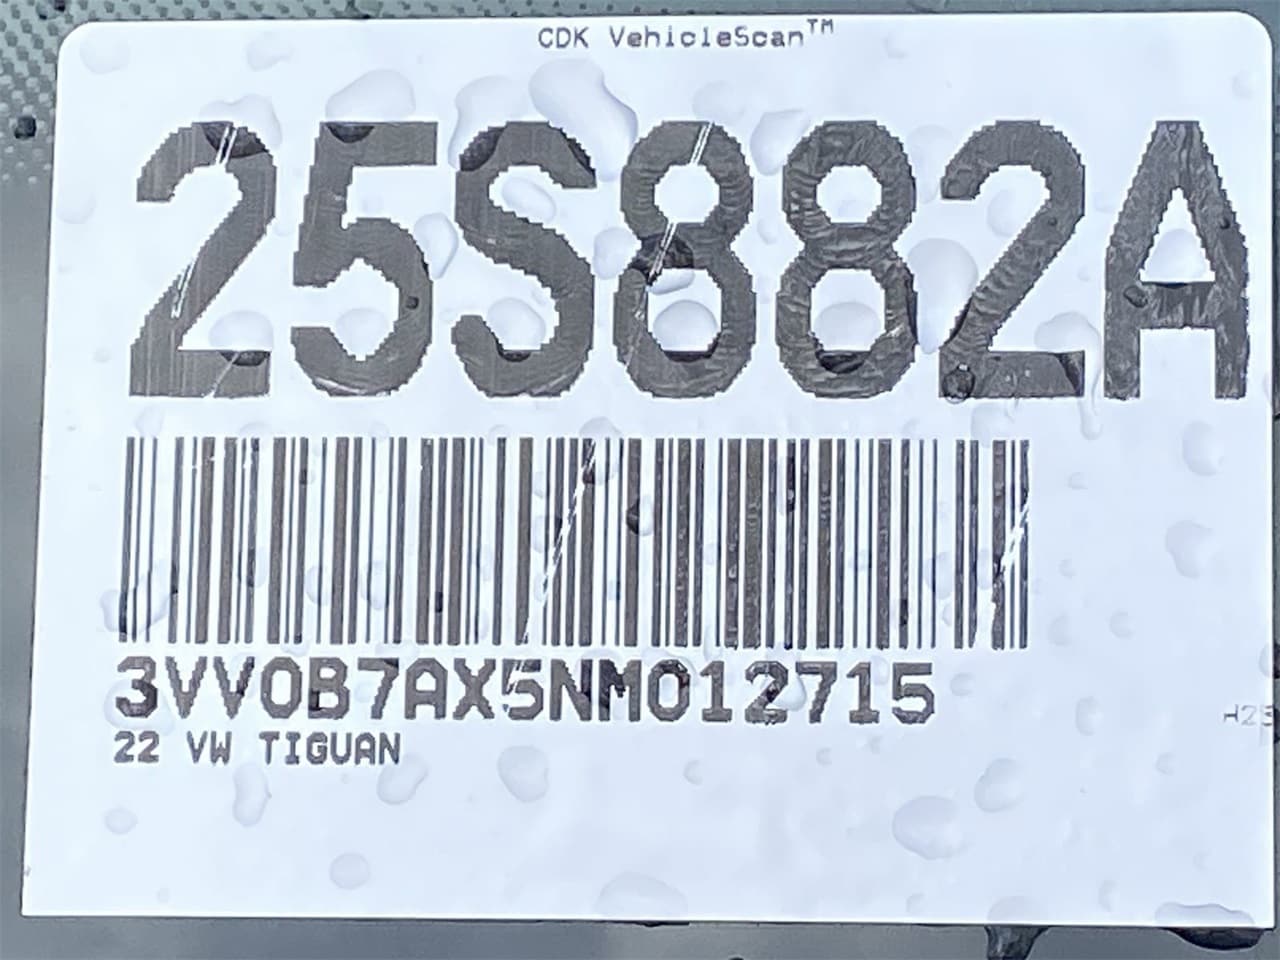 CDK VehicleScan™
25S882A
3VV0B7AX5NM012715
22 VW TIGUAN